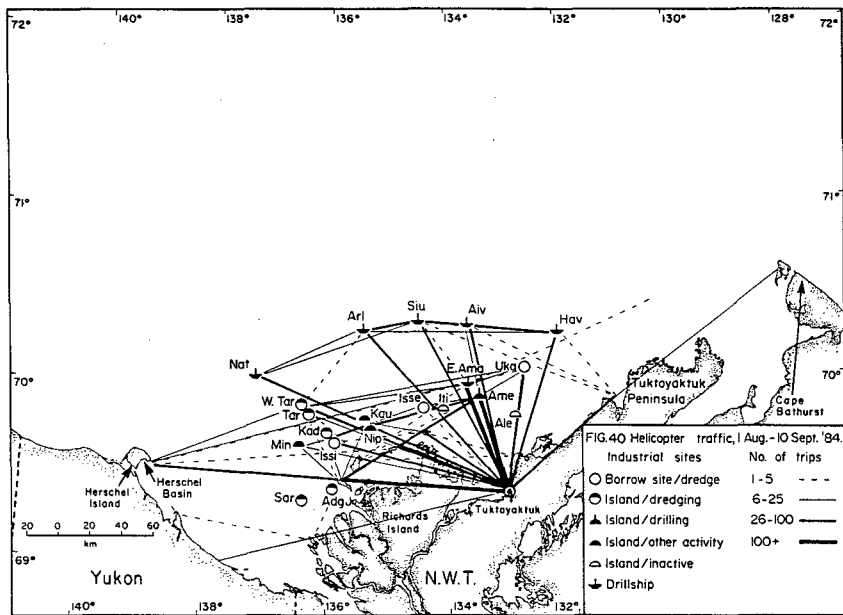 72°
140°
138°
136°
134°
132°
130°
128°
72°
71°
71°
Siu
Aiv
Arl
Hav
Nat
E.Ama
Uka
70°
70°
W. Tar
Isse
Iti
Ame
Tar
Kau
Kad
Ale
Min
Nip
Issi
Tuktoyaktuk
Peninsula
Cape
Bathurst
Herschel
Island
Herschel
Basin
Sar
Adg
Tuktoyaktuk
Richards
Island
20 0 20 40 60
km
69°
Yukon
N.W.T.
FIG.40 Helicopter traffic, 1 Aug.-10 Sept. '84.
Industrial sites No. of trips
Borrow site/dredge 1-5
Island/dredging 6-25
Island/drilling 26-100
Island/other activity 100+
Island/inactive
Drillship
140°
138°
136°
134°
132°